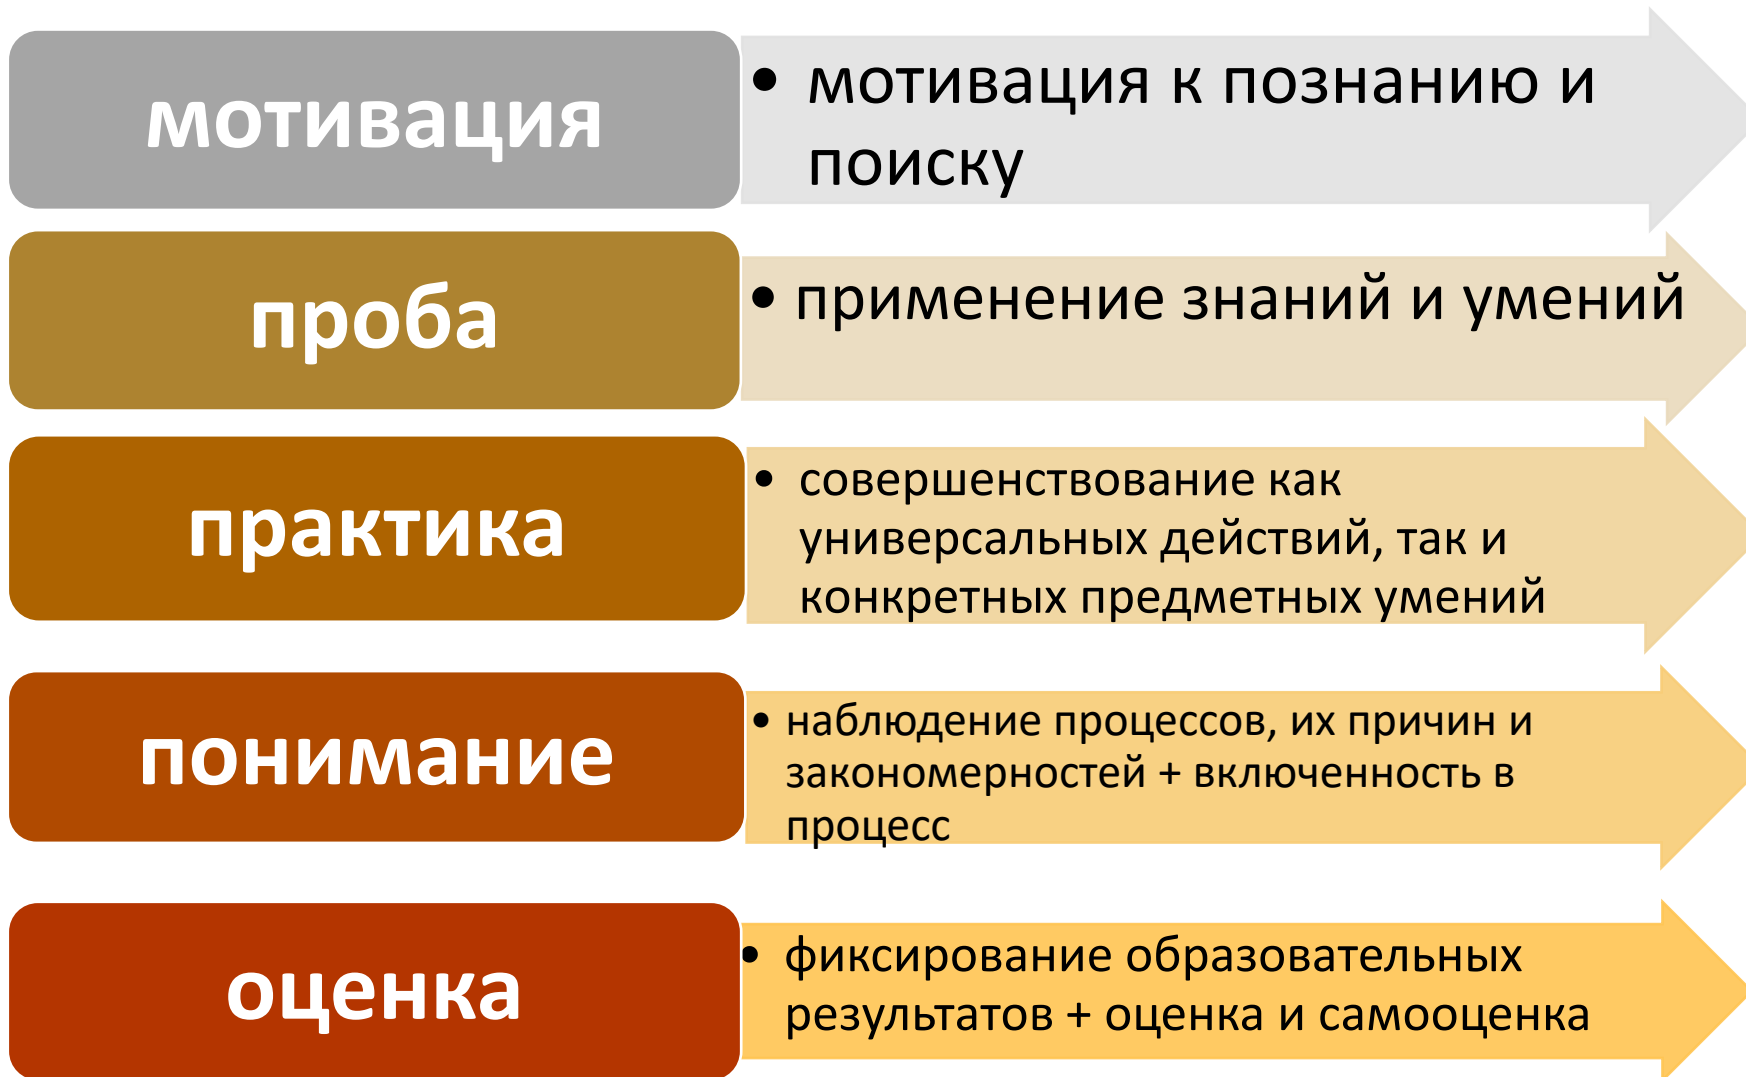 мотивация
• мотивация к познанию и
поиску
проба
• применение знаний и умений
практика
• совершенствование как
универсальных действий, так и
конкретных предметных умений
понимание
• наблюдение процессов, их причин и
закономерностей + включенность в
процесс
оценка
• фиксирование образовательных
результатов + оценка и самооценка